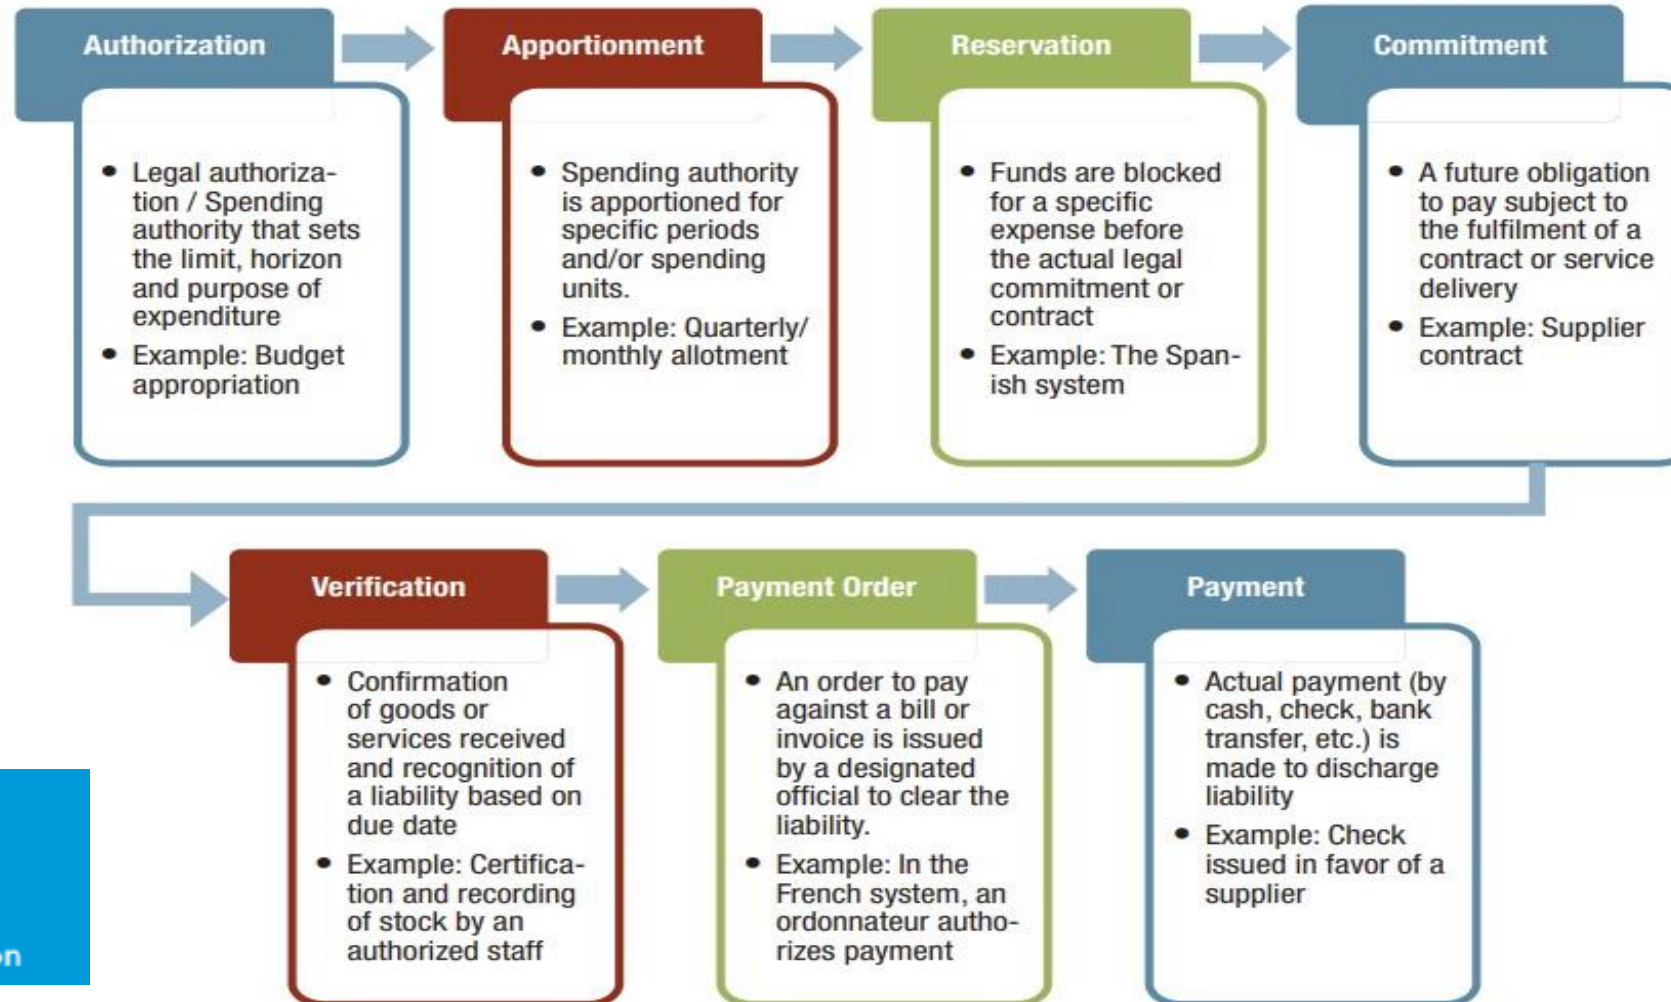 Authorization
• Legal authoriza-
tion / Spending
authority that sets
the limit, horizon
and purpose of
expenditure
• Example: Budget
appropriation
Apportionment
• Spending authority
is apportioned for
specific periods
and/or spending
units.
• Example: Quarterly/
monthly allotment
Reservation
• Funds are blocked
for a specific
expense before
the actual legal
commitment or
contract
• Example: The Span-
ish system
Commitment
• A future obligation
to pay subject to
the fulfilment of a
contract or service
delivery
• Example: Supplier
contract
Verification
• Confirmation
of goods or
services received
and recognition of
a liability based on
due date
• Example: Certifica-
tion and recording
of stock by an
authorized staff
Payment Order
• An order to pay
against a bill or
invoice is issued
by a designated
official to clear the
liability.
• Example: In the
French system, an
ordonnateur autho-
rizes payment
Payment
• Actual payment (by
cash, check, bank
transfer, etc.) is
made to discharge
liability
• Example: Check
issued in favor of a
supplier